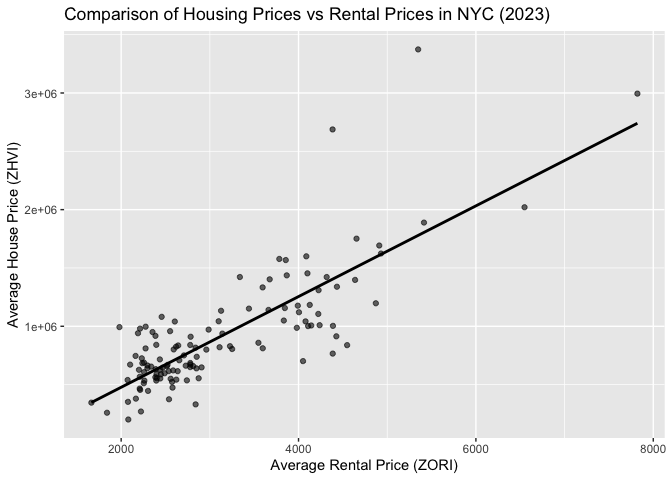 Comparison of Housing Prices vs Rental Prices in NYC (2023)
3e+06
2e+06
1e+06
Average House Price (ZHVI)
2000 4000 6000 8000
Average Rental Price (ZORI)